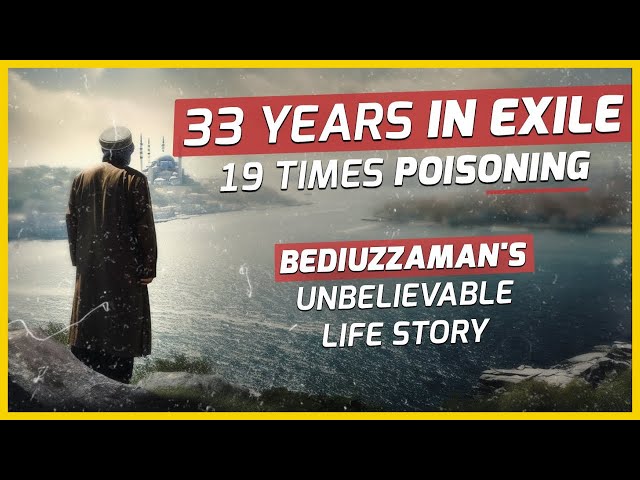 33 YEARS IN EXILE
19 TIMES POISONING
BEDIUZZAMAN'S
UNBELIEVABLE
LIFE STORY